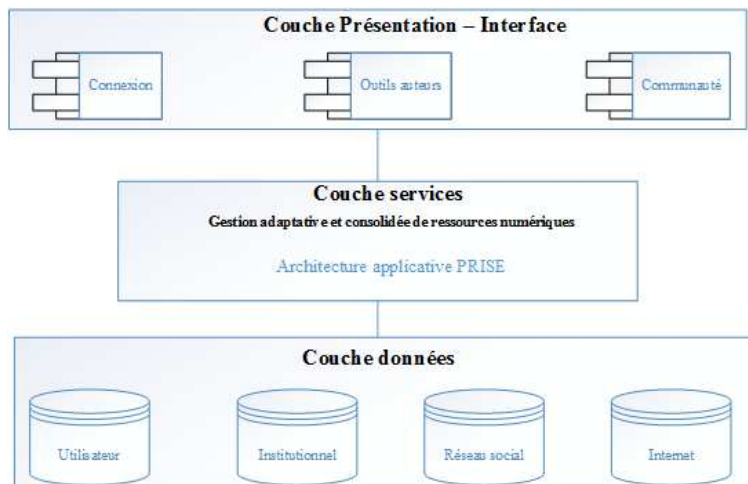 Couche Présentation – Interface
Connexion
Outils auteurs
Communauté
Couche services
Gestion adaptative et consolidée de ressources numériques
Architecture applicative PRISE
Couche données
Utilisateur
Institutionnel
Réseau social
Internet